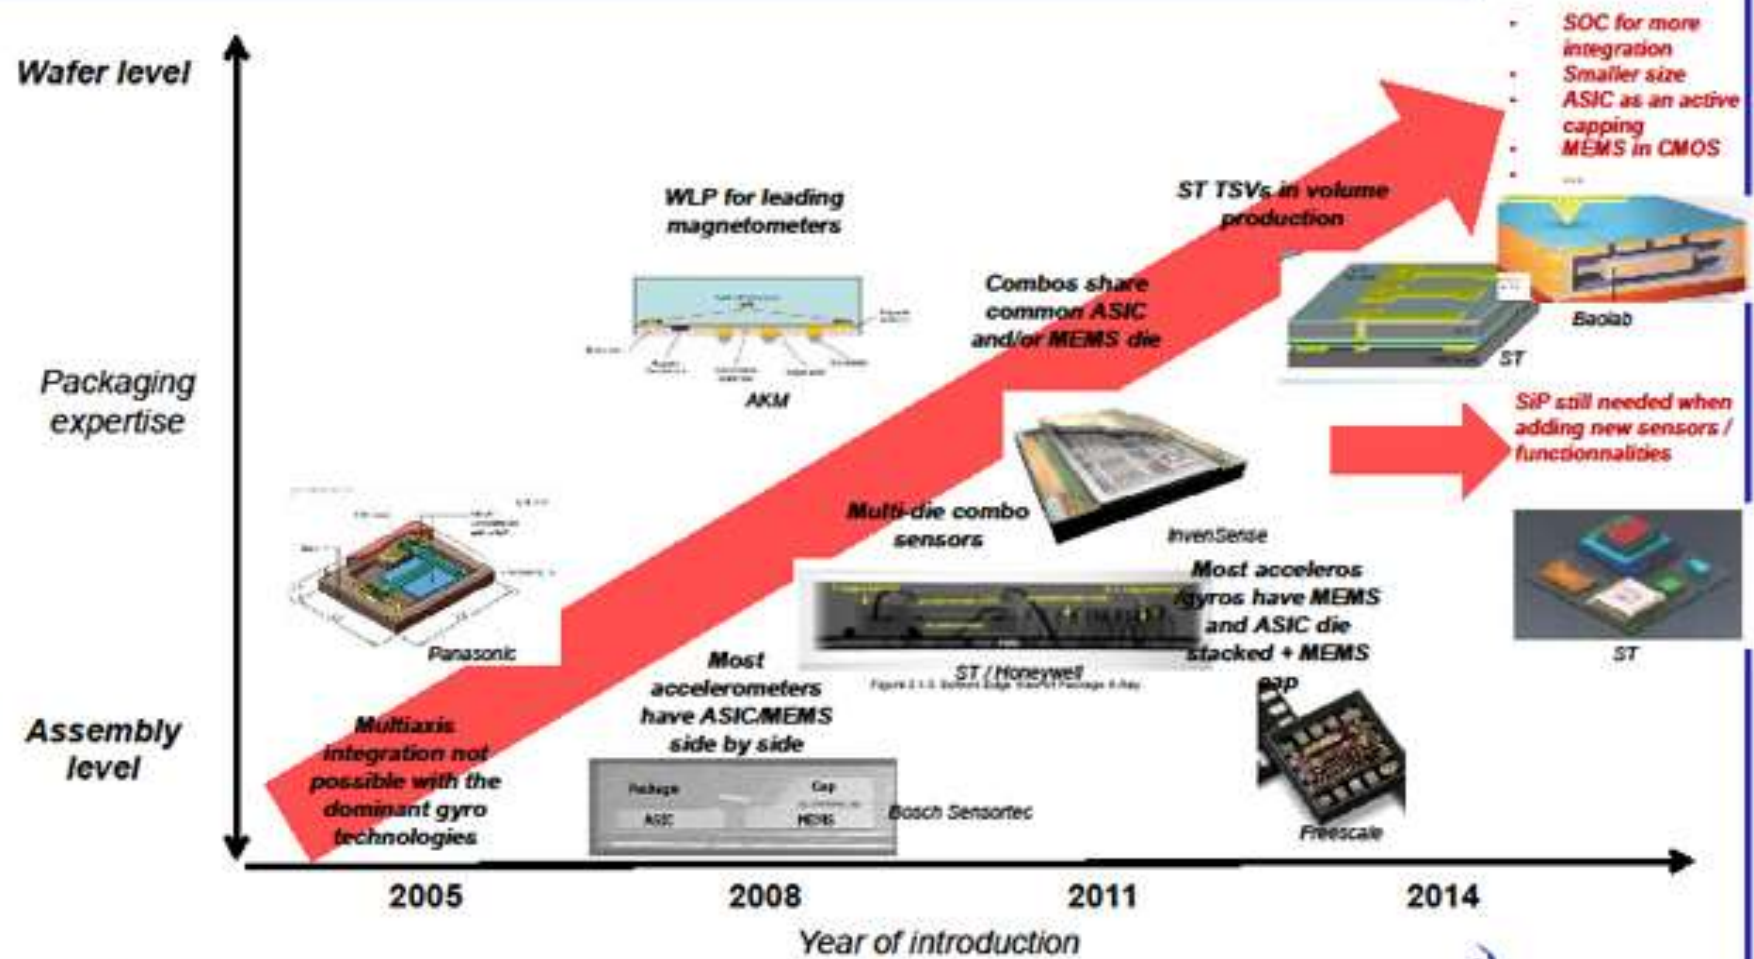 Wafer level
Packaging
expertise
Assembly
level
SOC for more
integration
Smaller size
ASIC as an active
capping
MEMS in CMOS
WLP for leading
magnetometers
AKM
ST TSVs in volume
production
Combos share
common ASIC
and/or MEMS die
Baolab
ST
SiP still needed when
adding new sensors /
functionnalities
ST
Panasonic
Multi-die combo
sensors
InvenSense
Most acceleros
/gyros have MEMS
and ASIC die
stacked + MEMS
cap
ST / Honeywell
Freescale
Most
accelerometers
have ASIC/MEMS
side by side
Package
Cap
ASIC
MEMS
Bosch Sensortec
Multiaxis
integration not
possible with the
dominant gyro
technologies
2005
2008
2011
2014
Year of introduction